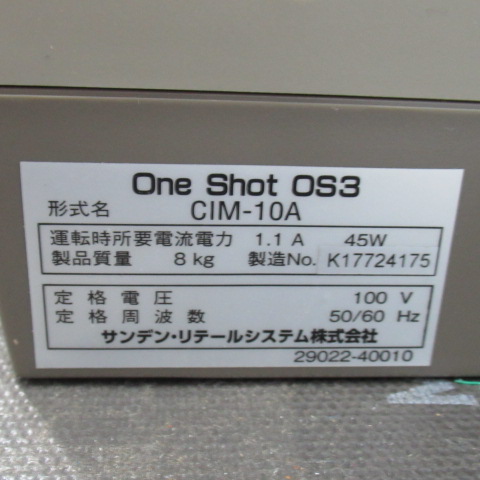 One Shot OS3
形式名 CIM-10A
運転時所要電流電力 1.1 A 45W
製品質量 8 kg 製造No. K17724175
定格電圧 100 V
定格周波数 50/60 Hz
サンデン・リテールシステム株式会社
29022-40010